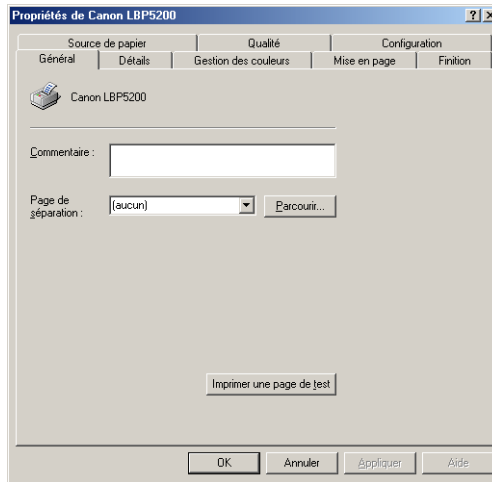 Propriétés de Canon LBP5200
Source de papier Qualité Configuration
Général Détails Gestion des couleurs Mise en page Finition
Canon LBP5200
Commentaire :
Page de
séparation :
(aucun) Parcourir...
Imprimer une page de test
OK Annuler Appliquer Aide